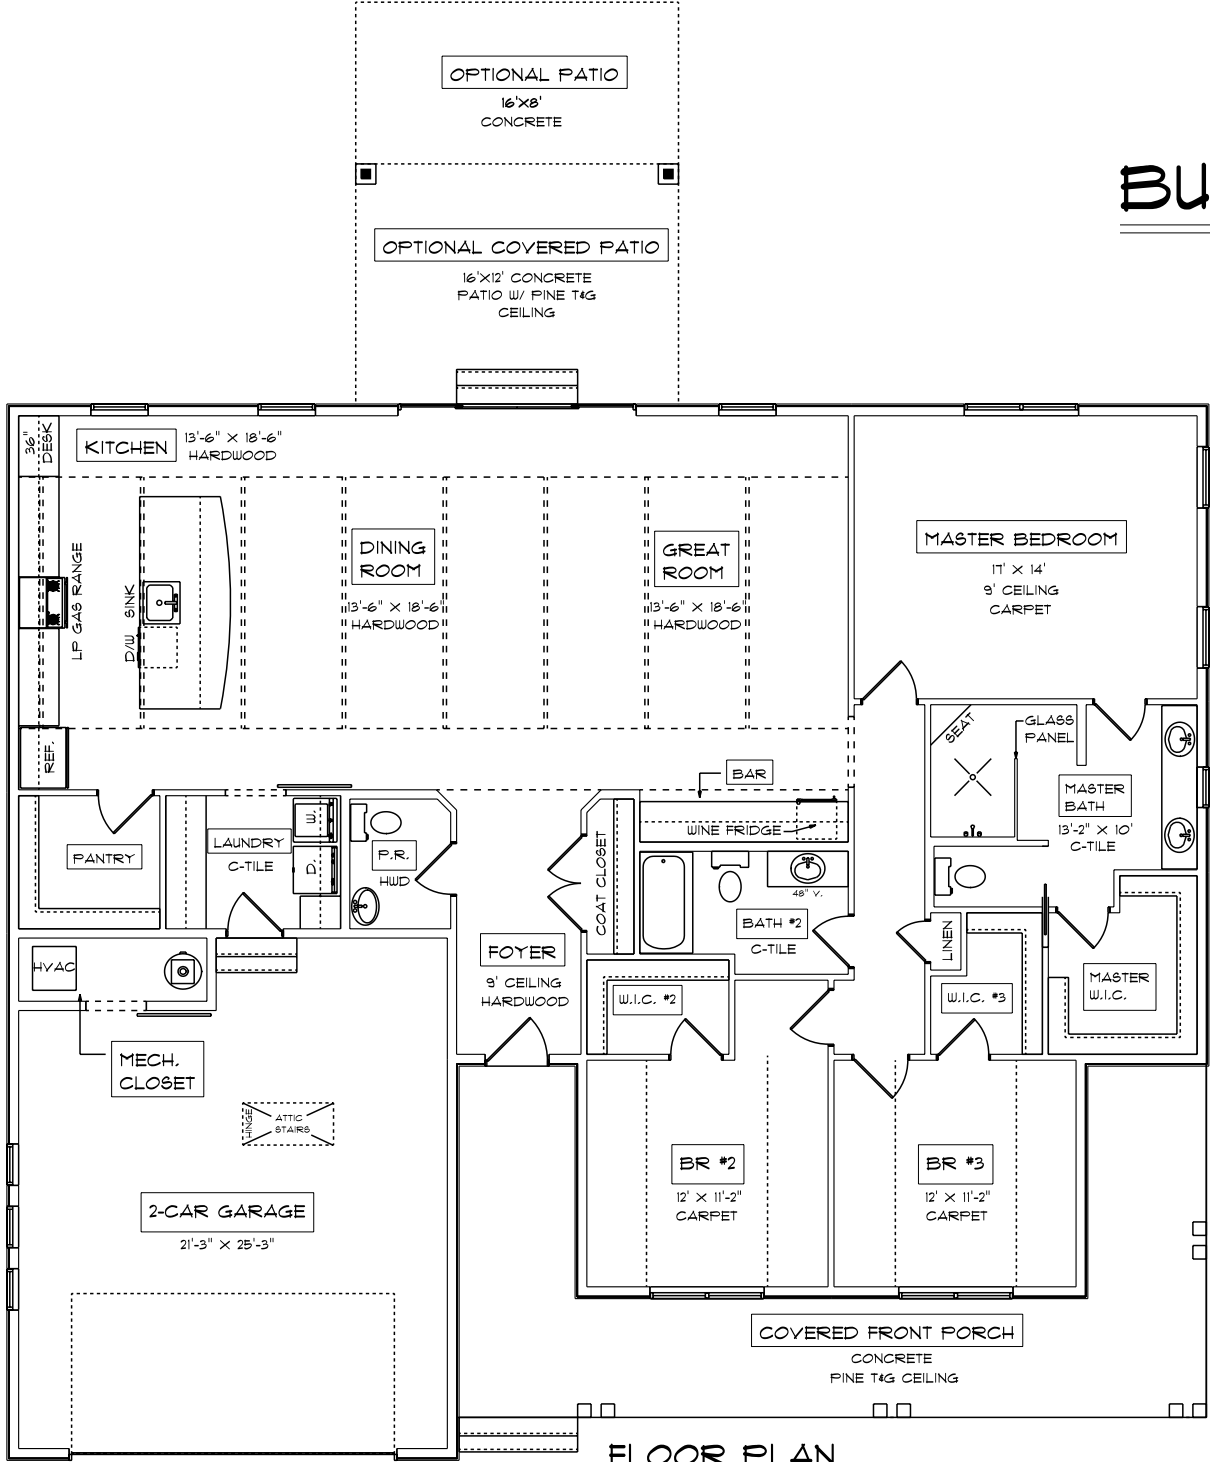 OPTIONAL PATIO
16'X8'
CONCRETE
BU
OPTIONAL COVERED PATIO
16'X12' CONCRETE
PATIO W/ PINE T&G
CEILING
36"
DESK
KITCHEN
13'-6" X 18'-6"
HARDWOOD
LP GAS RANGE
D/W
SINK
REF.
DINING
ROOM
13'-6" X 18'-6"
HARDWOOD
GREAT
ROOM
13'-6" X 18'-6"
HARDWOOD
MASTER BEDROOM
17' X 14'
9' CEILING
CARPET
SEAT
GLASS
PANEL
MASTER
BATH
13'-2" X 10'
C-TILE
BAR
WINE FRIDGE
PANTRY
LAUNDRY
C-TILE
W.
D.
P.R.
HWD
COAT CLOSET
48" V.
BATH #2
C-TILE
FOYER
9' CEILING
HARDWOOD
LINEN
HVAC
W.I.C. #2
W.I.C. #3
MASTER
W.I.C.
MECH.
CLOSET
HINGE
ATTIC
STAIRS
2-CAR GARAGE
21'-3" X 25'-3"
BR #2
12' X 11'-2"
CARPET
BR #3
12' X 11'-2"
CARPET
COVERED FRONT PORCH
CONCRETE
PINE T&G CEILING
FLOOR PLAN